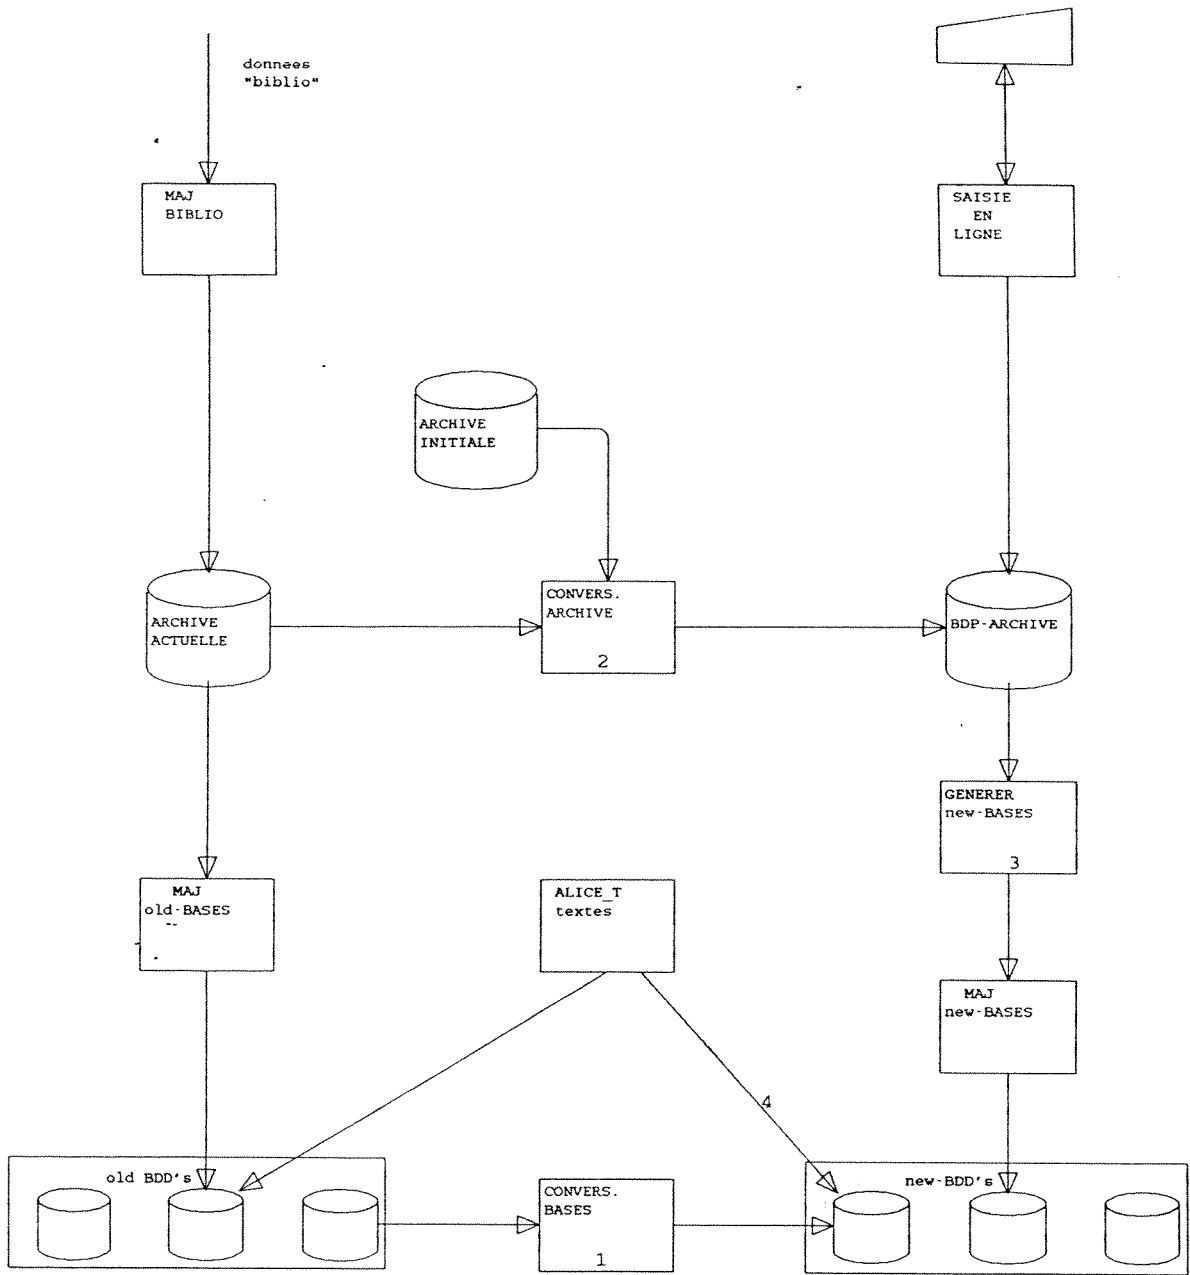 donnees
"biblio"
MAJ
BIBLIO
SAISIE
EN
LIGNE
ARCHIVE
INITIALE
ARCHIVE
ACTUELLE
CONVERS.
ARCHIVE
2
BDP-ARCHIVE
GENERER
new-BASES
3
MAJ
old-BASES
ALICE_T
textes
MAJ
new-BASES
4
old BDD's
CONVERS.
BASES
1
new-BDD's